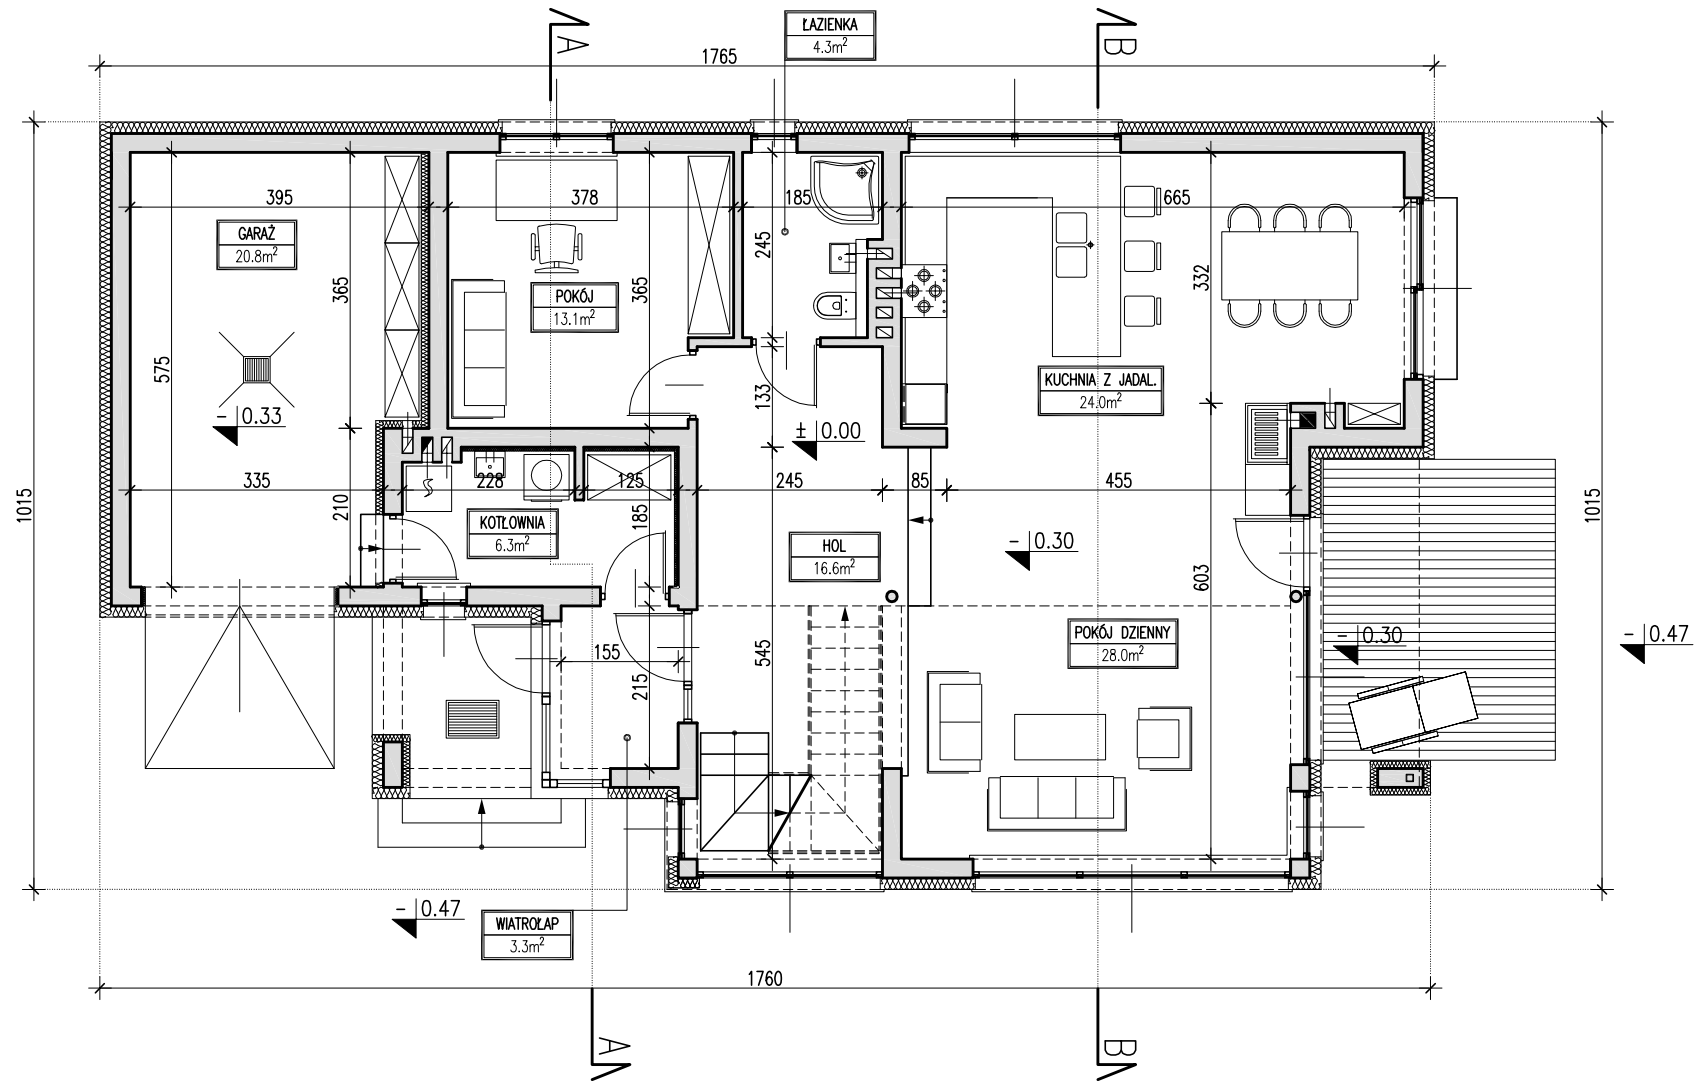 A
B
ŁAZIENKA
4.3m²
1765
395
378
185
665
GARAŻ
20.8m²
245
365
POKÓJ
13.1m²
365
332
575
KUCHNIA Z JADAL.
24.0m²
133
- 0.33
± 0.00
335
228
125
245
85
455
1015
210
185
1015
KOTŁOWNIA
6.3m²
HOL
16.6m²
- 0.30
603
155
215
545
POKÓJ DZIENNY
28.0m²
- 0.30
- 0.47
- 0.47
WIATROŁAP
3.3m²
1760
A
B